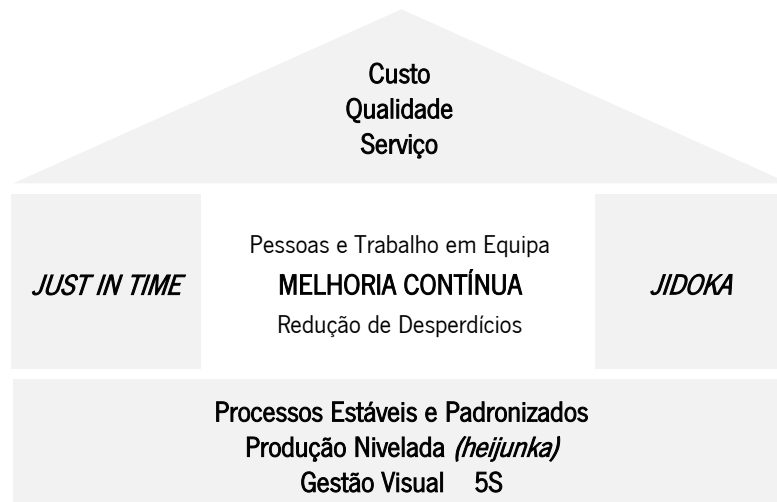 Custo
Qualidade
Serviço
Pessoas e Trabalho em Equipa
JUST IN TIME
MELHORIA CONTÍNUA
JIDOKA
Redução de Desperdícios
Processos Estáveis e Padronizados
Produção Nivelada (heijunka)
Gestão Visual 5S